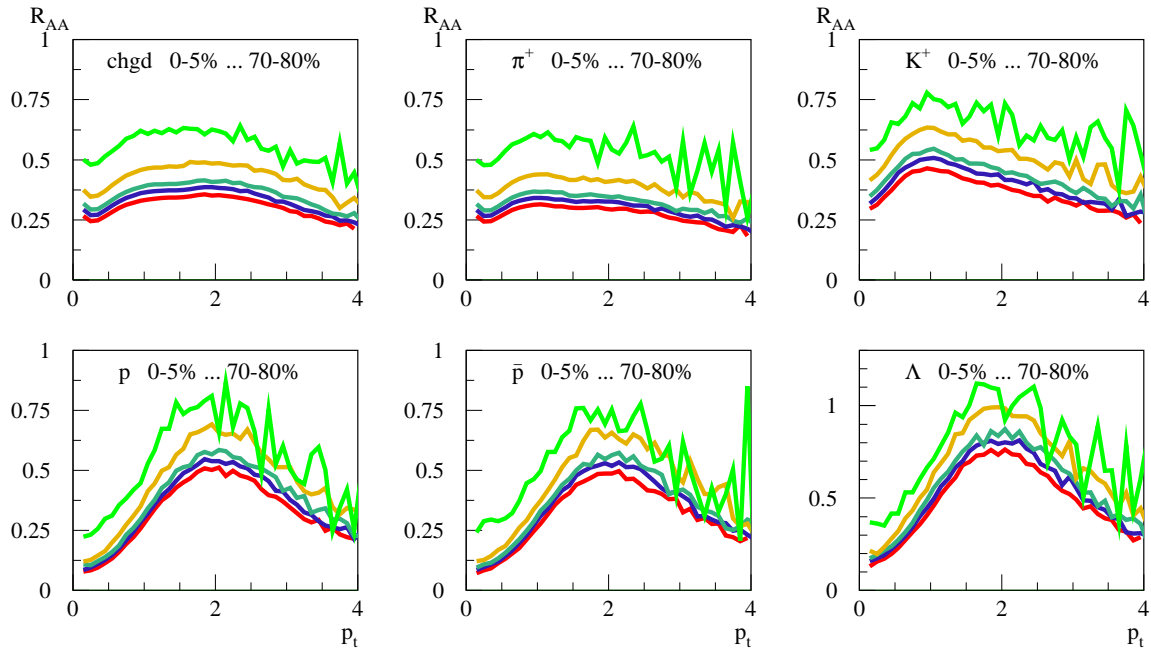 R_AA R_AA R_AA
1 1 1
chgd 0-5% ... 70-80% π⁺ 0-5% ... 70-80% K⁺ 0-5% ... 70-80%
0.75 0.75 0.75
0.5 0.5 0.5
0.25 0.25 0.25
0 0 0
0 2 4 0 2 4 0 2 4
1 1
p 0-5% ... 70-80% p̄ 0-5% ... 70-80% Λ 0-5% ... 70-80%
0.75 0.75 1
0.5 0.5 0.5
0.25 0.25
0 0 0
0 2 4 0 2 4 0 2 4
p_t p_t p_t